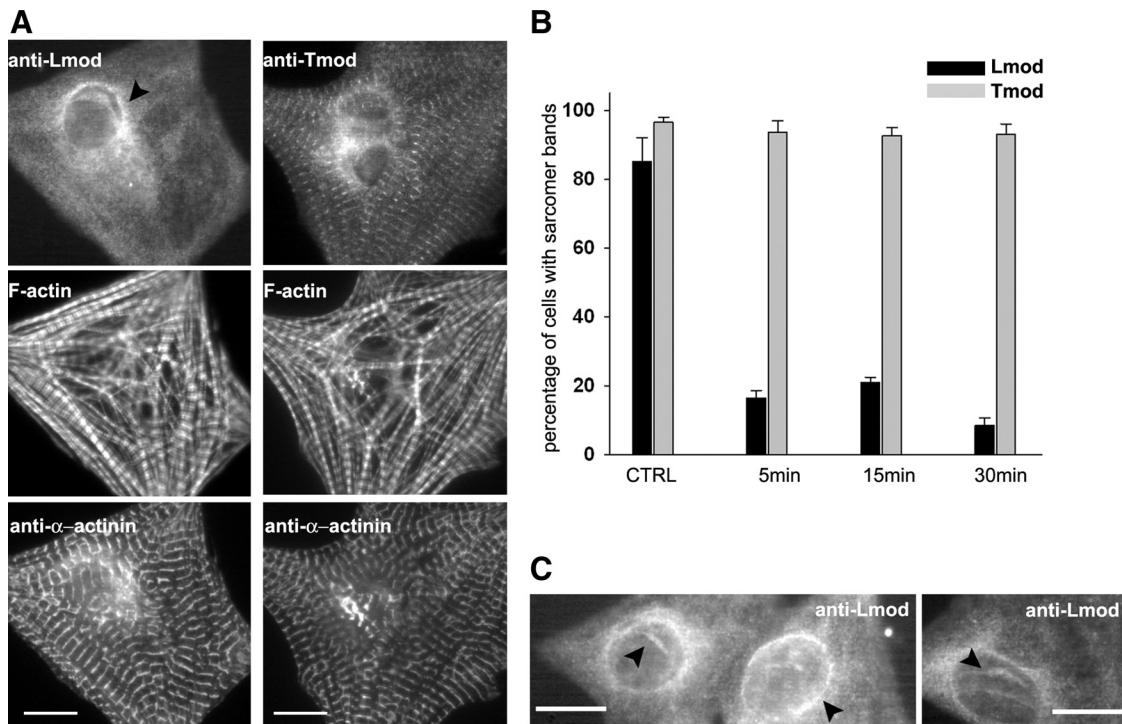 A
anti-Lmod
anti-Tmod
F-actin
F-actin
anti-α–actinin
anti-α–actinin
B
Lmod
Tmod
percentage of cells with sarcomer bands
100
80
60
40
20
0
CTRL
5min
15min
30min
C
anti-Lmod
anti-Lmod